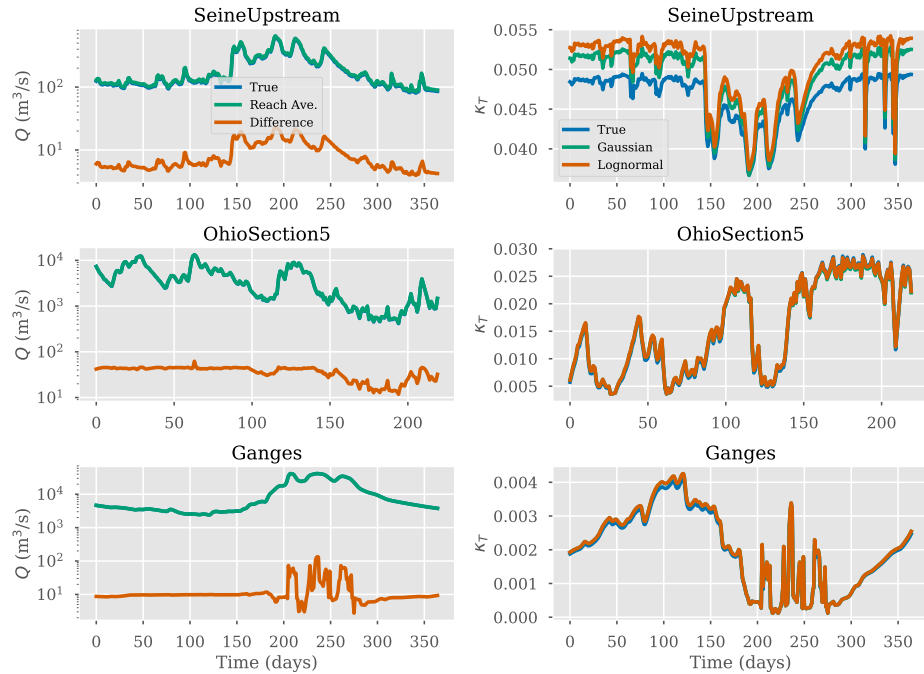 SeineUpstream
Q (m³/s)
10²
10¹
True
Reach Ave.
Difference
0 50 100 150 200 250 300 350
SeineUpstream
κ_T
0.055
0.050
0.045
0.040
True
Gaussian
Lognormal
0 50 100 150 200 250 300 350
OhioSection5
Q (m³/s)
10⁴
10³
10²
10¹
0 50 100 150 200
OhioSection5
κ_T
0.030
0.025
0.020
0.015
0.010
0.005
0 50 100 150 200
Ganges
Q (m³/s)
10⁴
10³
10²
10¹
0 50 100 150 200 250 300 350
Time (days)
Ganges
κ_T
0.004
0.003
0.002
0.001
0.000
0 50 100 150 200 250 300 350
Time (days)